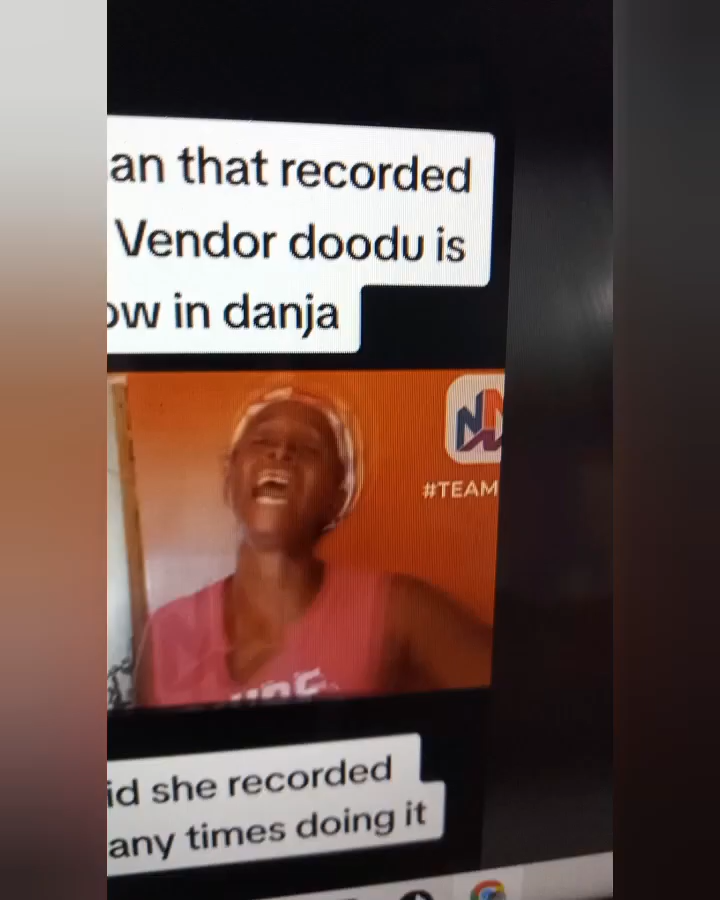 an that recorded
Vendor doodu is
ow in danja
#TEAM
id she recorded
any times doing it